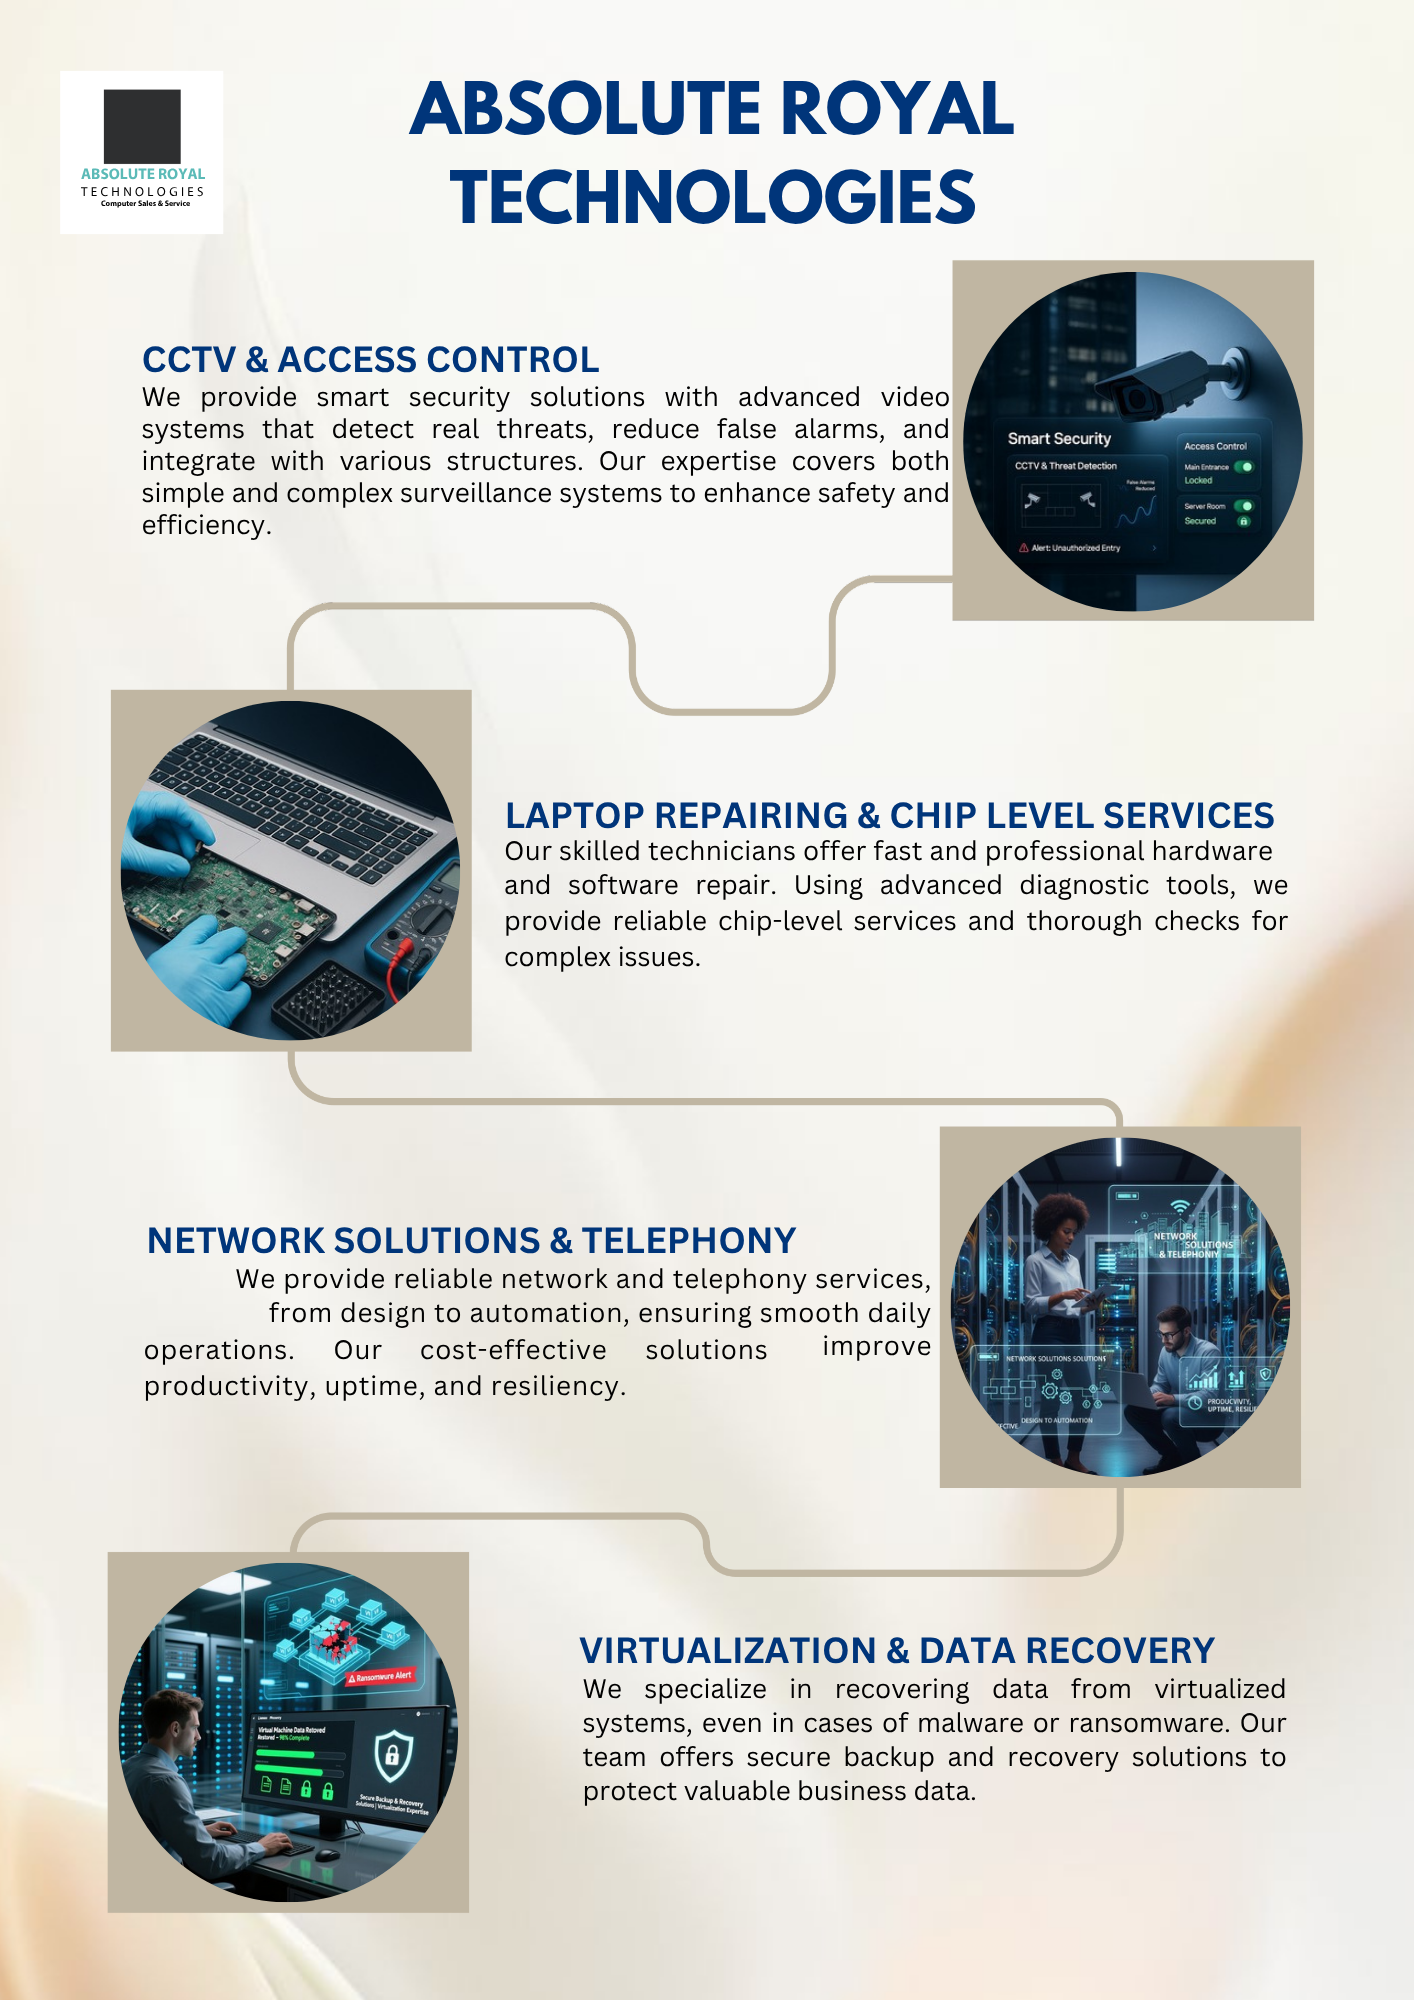 ABSOLUTE ROYAL
TECHNOLOGIES
Computer Sales & Service
ABSOLUTE ROYAL
TECHNOLOGIES
CCTV & ACCESS CONTROL
We provide smart security solutions with advanced video
systems that detect real threats, reduce false alarms, and
integrate with various structures. Our expertise covers both
simple and complex surveillance systems to enhance safety and
efficiency.
Smart Security
CCTV & Threat Detection
False Alarms
Reduced
Alert: Unauthorized Entry
Access Control
Main Entrance
Locked
Server Room
Secured
LAPTOP REPAIRING & CHIP LEVEL SERVICES
Our skilled technicians offer fast and professional hardware
and software repair. Using advanced diagnostic tools, we
provide reliable chip-level services and thorough checks for
complex issues.
NETWORK SOLUTIONS & TELEPHONY
We provide reliable network and telephony services,
from design to automation, ensuring smooth daily
operations. Our cost-effective solutions improve
productivity, uptime, and resiliency.
NETWORK
SOLUTIONS
& TELEPHONIY
NETWORK SOLUTIONS SOLUTIONS
DESIGN TO AUTOMATION
FECTIVE
PRODUCIVITY,
UPTIME, RESILIE
VIRTUALIZATION & DATA RECOVERY
We specialize in recovering data from virtualized
systems, even in cases of malware or ransomware. Our
team offers secure backup and recovery solutions to
protect valuable business data.
Ransomwure Alert
Virtual Machine Data Rotoved
Restored – 98% Complete
Secure Backup & Recovery
Solutions | Virtualization Expertise